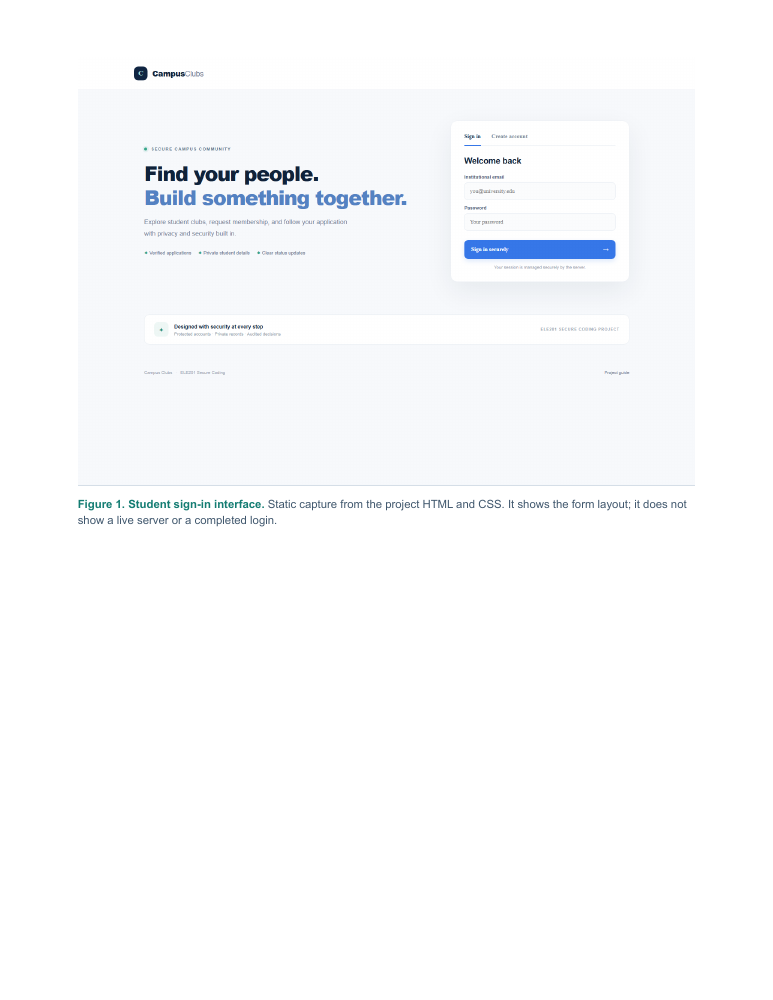 C CampusClubs
SECURE CAMPUS COMMUNITY
Find your people.
Build something together.
Explore student clubs, request membership, and follow your application
with privacy and security built in.
Verified applications Private student details Clear status updates
Sign in Create account
Welcome back
Institutional email
you@university.edu
Password
Your password
Sign in securely →
Your session is managed securely by the server.
Designed with security at every stop
Protected accounts · Private records · Audited decisions
SECURE CODING PROJECT
Campus Clubs · Secure Coding
Project guide
Figure 1. Student sign-in interface. Static capture from the project HTML and CSS. It shows the form layout; it does not
show a live server or a completed login.